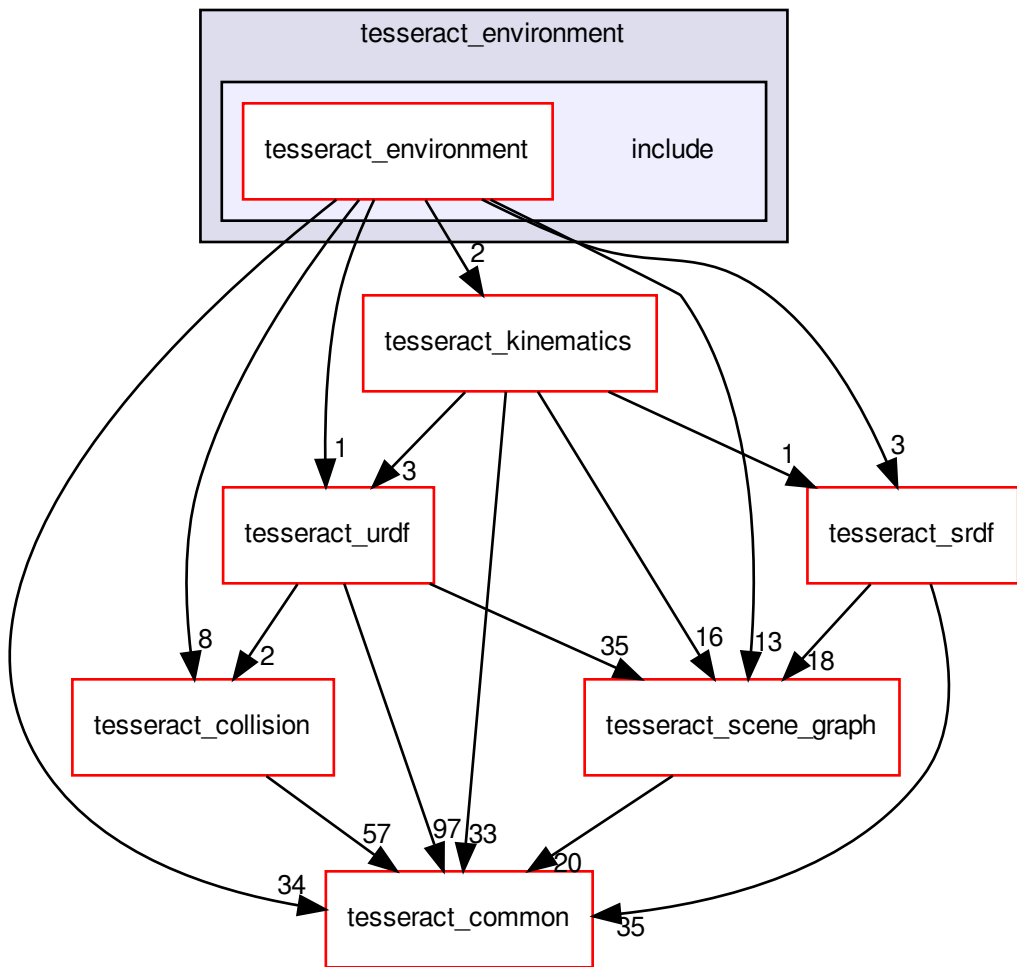 tesseract_environment
tesseract_environment
include
2
tesseract_kinematics
1
3
1
3
tesseract_urdf
tesseract_srdf
8
2
35
16
13
18
tesseract_collision
tesseract_scene_graph
57
97
33
20
34
tesseract_common
35